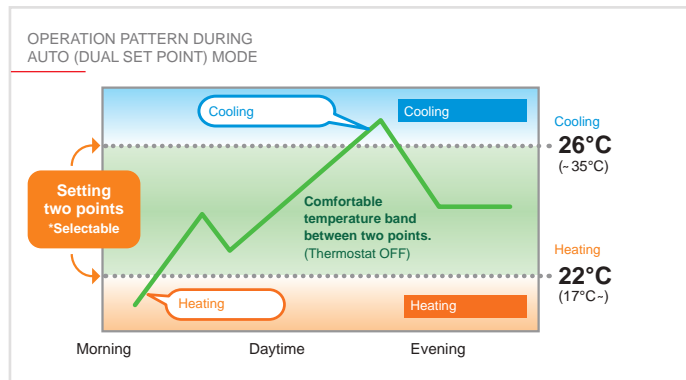 OPERATION PATTERN DURING
AUTO (DUAL SET POINT) MODE
Cooling
Cooling
Cooling
26°C
(~35°C)
Setting
two points
*Selectable
Comfortable
temperature band
between two points.
(Thermostat OFF)
Heating
22°C
(17°C~)
Heating
Heating
Morning
Daytime
Evening